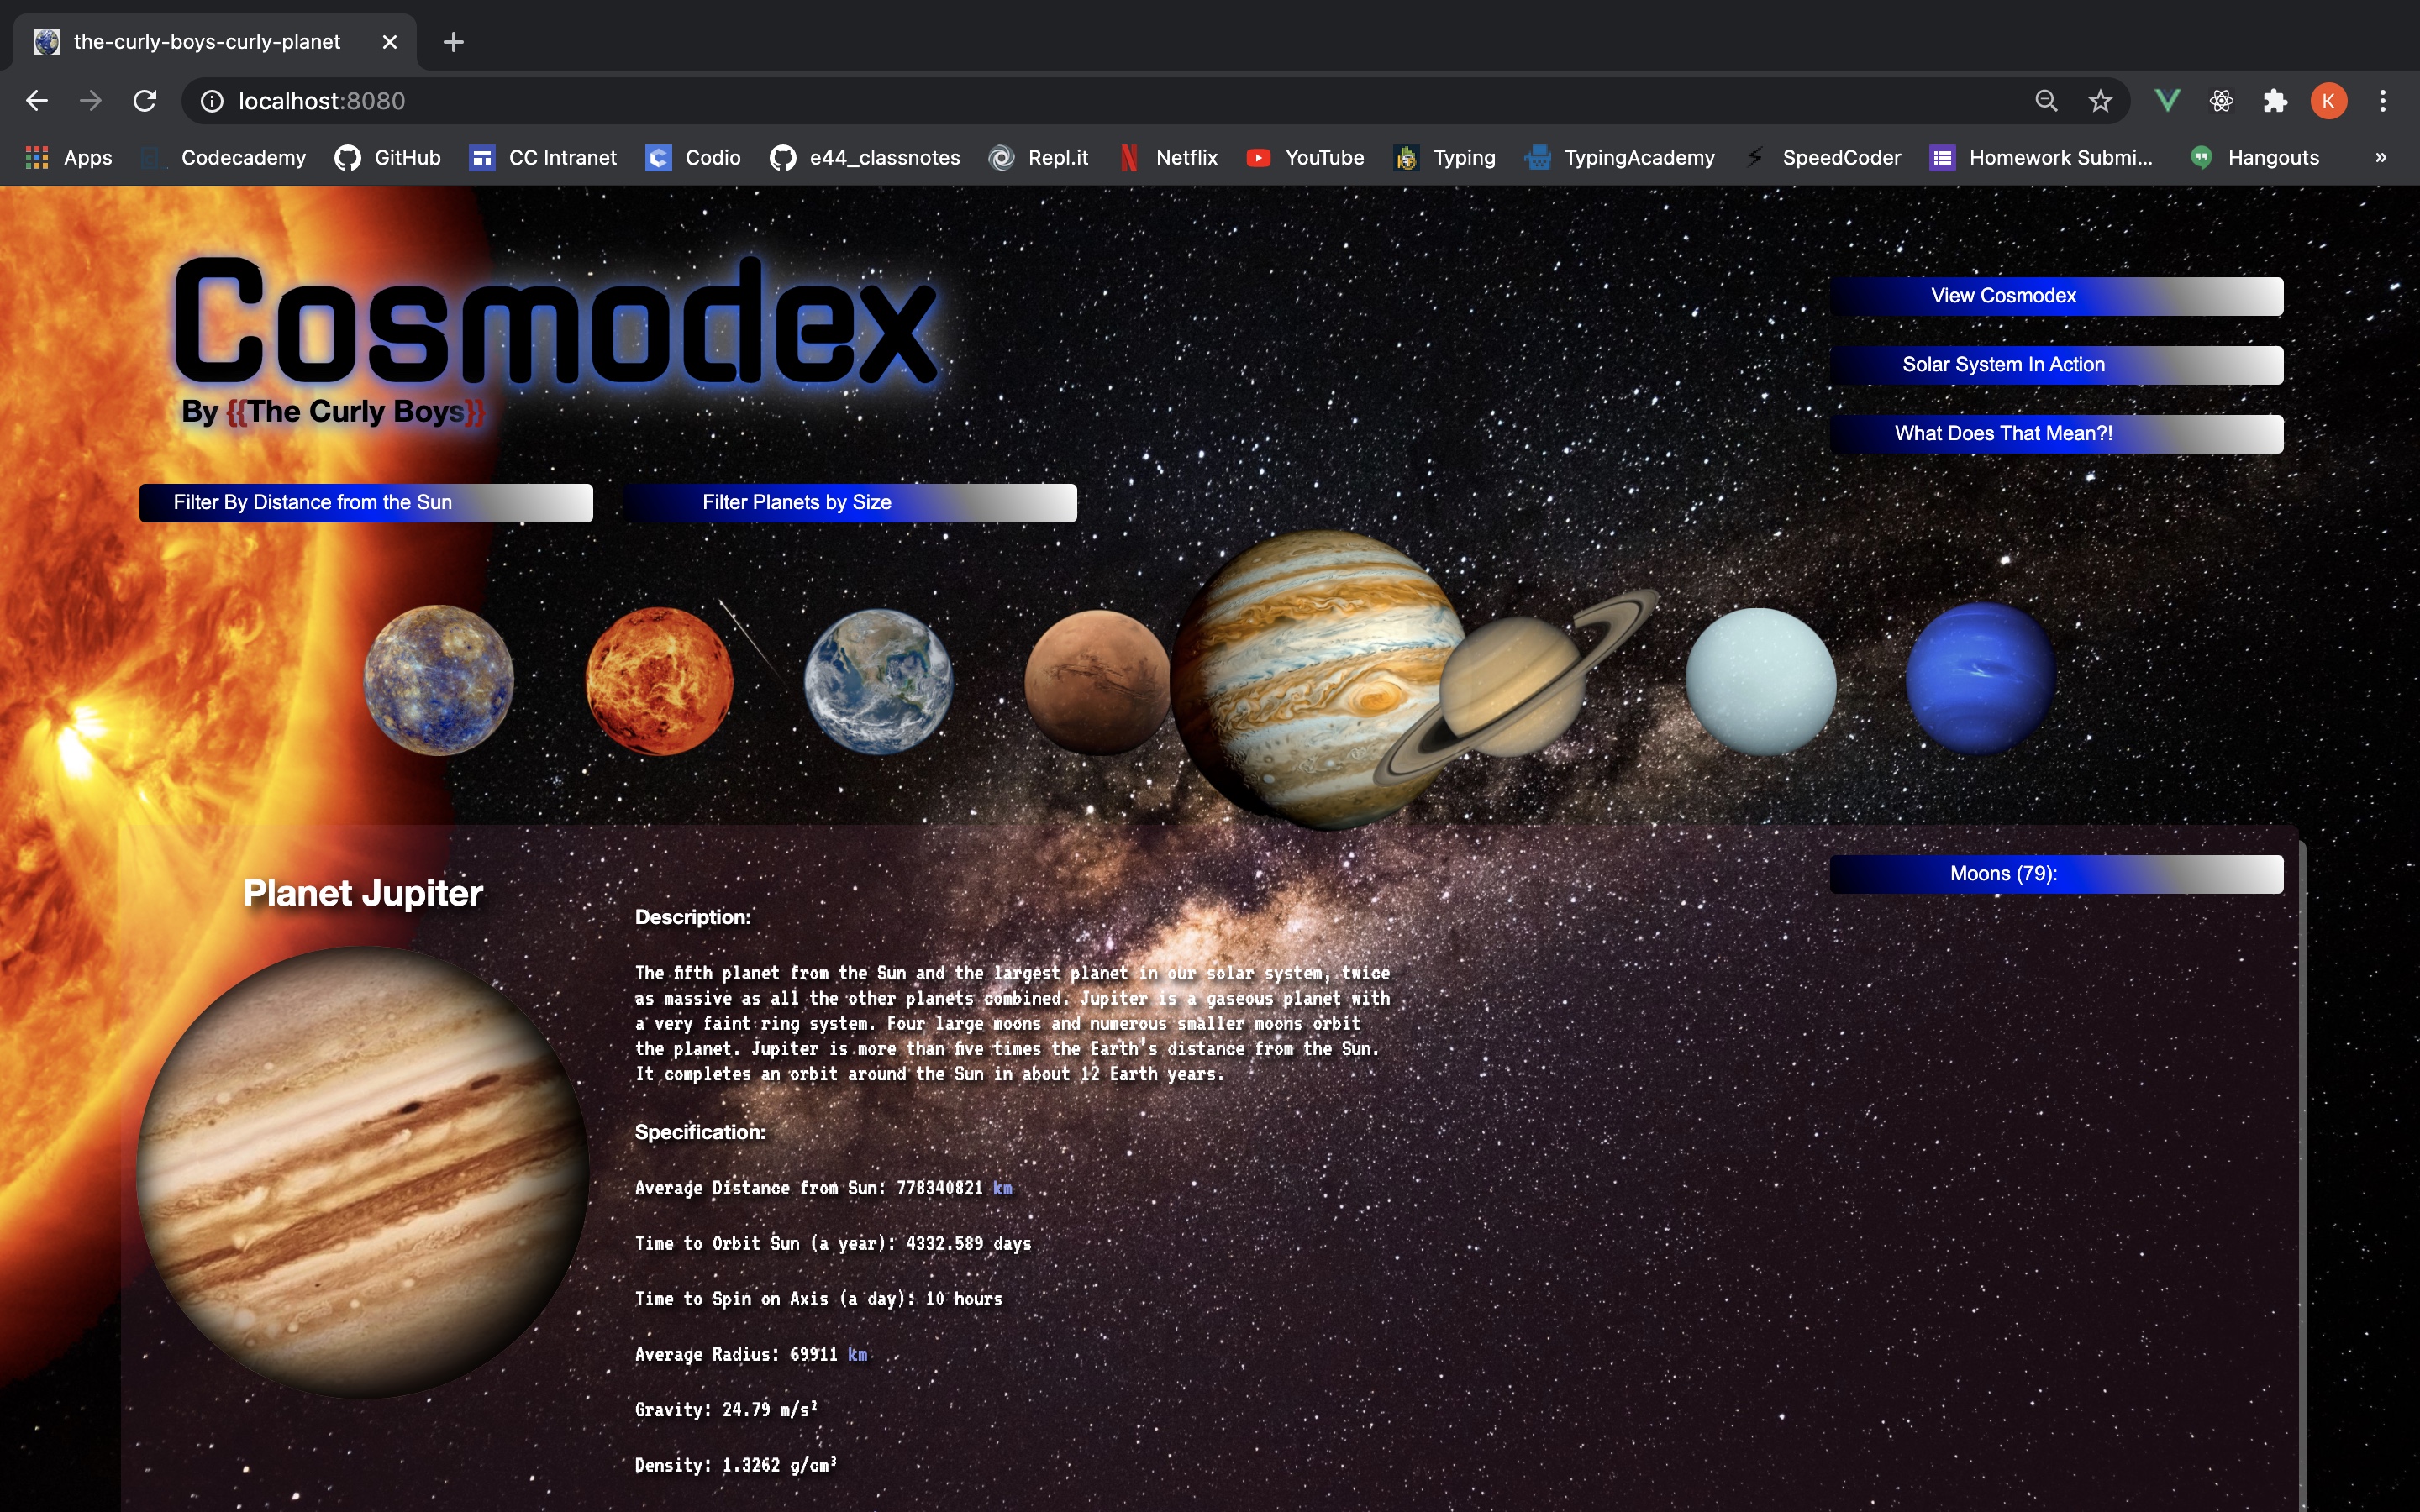 the-curly-boys-curly-planet
localhost:8080
Apps
Codecademy
GitHub
CC Intranet
Codio
e44_classnotes
Repl.it
Netflix
YouTube
Typing
TypingAcademy
SpeedCoder
Homework Submi...
Hangouts
»
K
Cosmodex
By {{The Curly Boys}}
View Cosmodex
Solar System In Action
What Does That Mean?!
Filter By Distance from the Sun
Filter Planets by Size
Planet Jupiter
Moons (79):
Description:
The fifth planet from the Sun and the largest planet in our solar system, twice
as massive as all the other planets combined. Jupiter is a gaseous planet with
a very faint ring system. Four large moons and numerous smaller moons orbit
the planet. Jupiter is more than five times the Earth's distance from the Sun.
It completes an orbit around the Sun in about 12 Earth years.
Specification:
Average Distance from Sun: 778340821 km
Time to Orbit Sun (a year): 4332.589 days
Time to Spin on Axis (a day): 10 hours
Average Radius: 69911 km
Gravity: 24.79 m/s²
Density: 1.3262 g/cm³